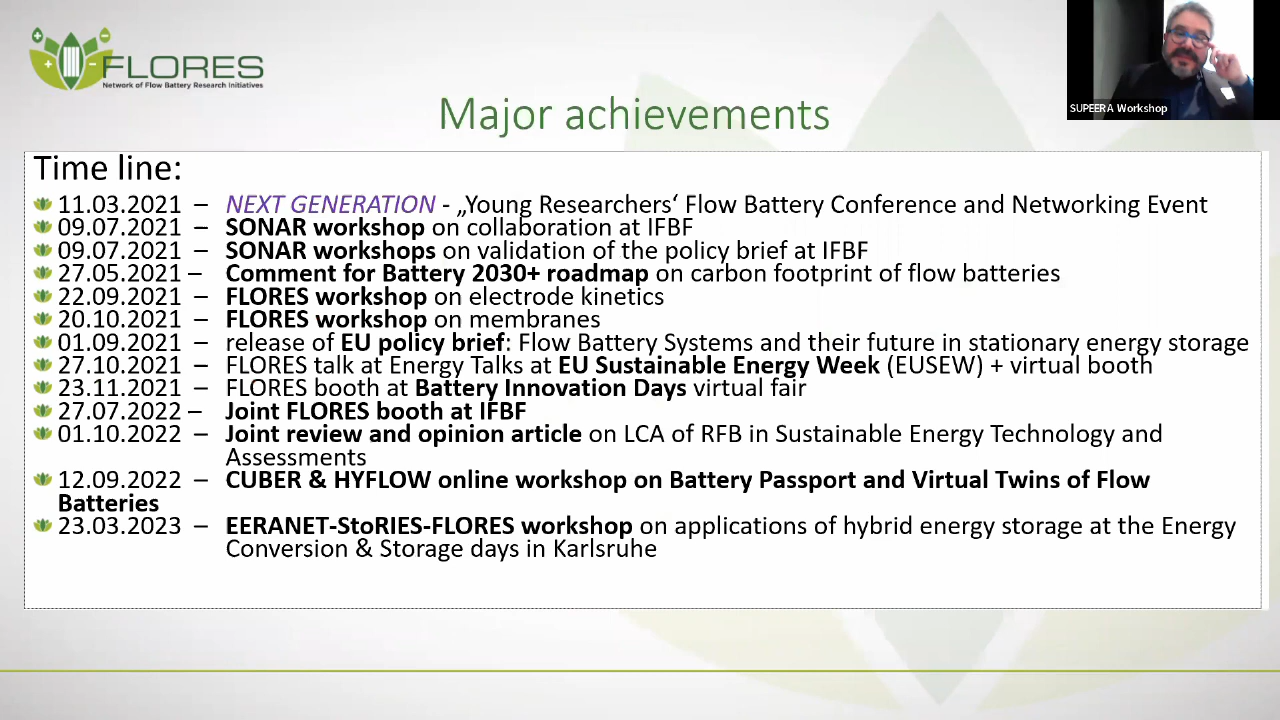 FLORES
Network of Flow Battery Research Initiatives
SUPEERA Workshop
Major achievements
Time line:
11.03.2021 – NEXT GENERATION - „Young Researchers‘ Flow Battery Conference and Networking Event
09.07.2021 – SONAR workshop on collaboration at IFBF
09.07.2021 – SONAR workshops on validation of the policy brief at IFBF
27.05.2021 – Comment for Battery 2030+ roadmap on carbon footprint of flow batteries
22.09.2021 – FLORES workshop on electrode kinetics
20.10.2021 – FLORES workshop on membranes
01.09.2021 – release of EU policy brief: Flow Battery Systems and their future in stationary energy storage
27.10.2021 – FLORES talk at Energy Talks at EU Sustainable Energy Week (EUSEW) + virtual booth
23.11.2021 – FLORES booth at Battery Innovation Days virtual fair
27.07.2022 – Joint FLORES booth at IFBF
01.10.2022 – Joint review and opinion article on LCA of RFB in Sustainable Energy Technology and
Assessments
12.09.2022 – CUBER & HYFLOW online workshop on Battery Passport and Virtual Twins of Flow
Batteries
23.03.2023 – EERANET-StoRIES-FLORES workshop on applications of hybrid energy storage at the Energy
Conversion & Storage days in Karlsruhe